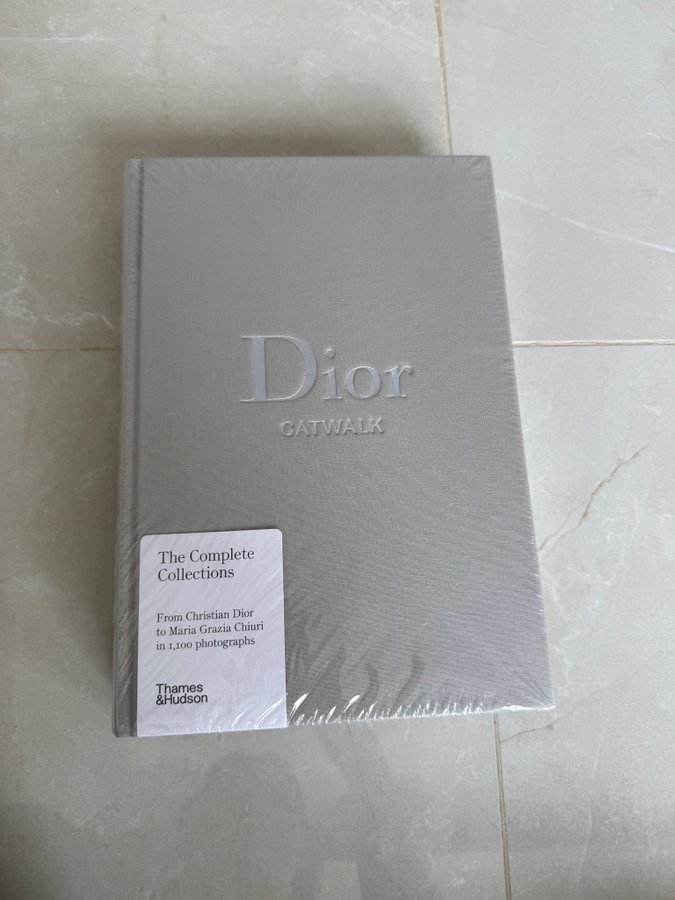 Dior
CATWALK
The Complete
Collections
From Christian Dior
to Maria Grazia Chiuri
in 1,100 photographs
Thames
&Hudson